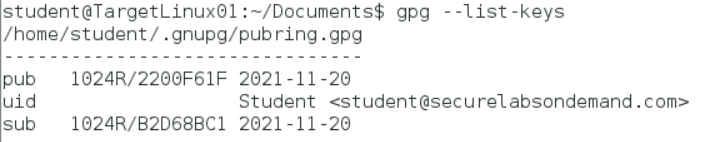 student@TargetLinux01:~/Documents$ gpg --list-keys
/home/student/.gnupg/pubring.gpg
--------------------------------
pub   1024R/2200F61F 2021-11-20
uid                  Student <student@securelabsondemand.com>
sub   1024R/B2D68BC1 2021-11-20